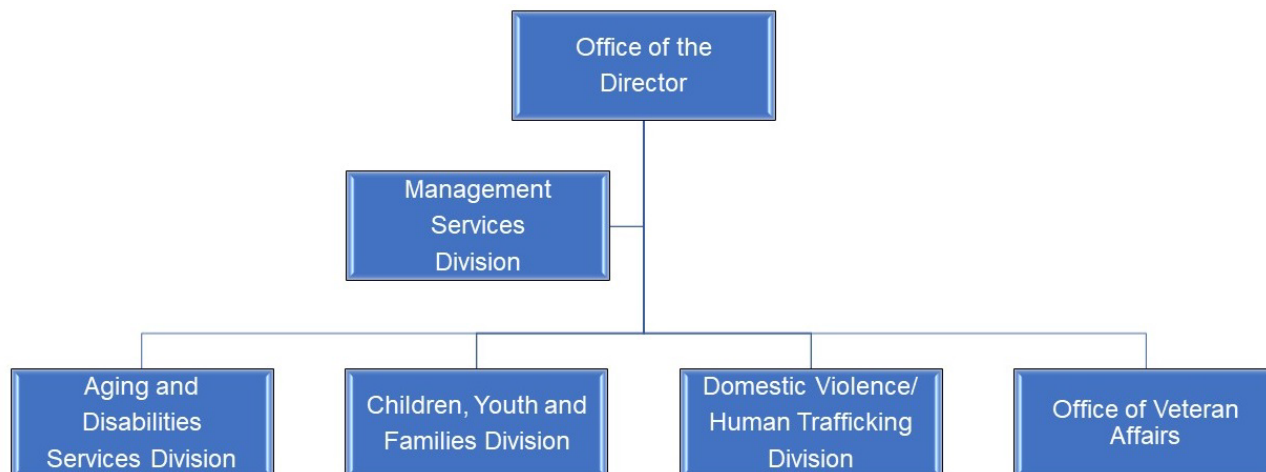 Office of the
Director
Management
Services
Division
Aging and
Disabilities
Services Division
Children, Youth and
Families Division
Domestic Violence/
Human Trafficking
Division
Office of Veteran
Affairs